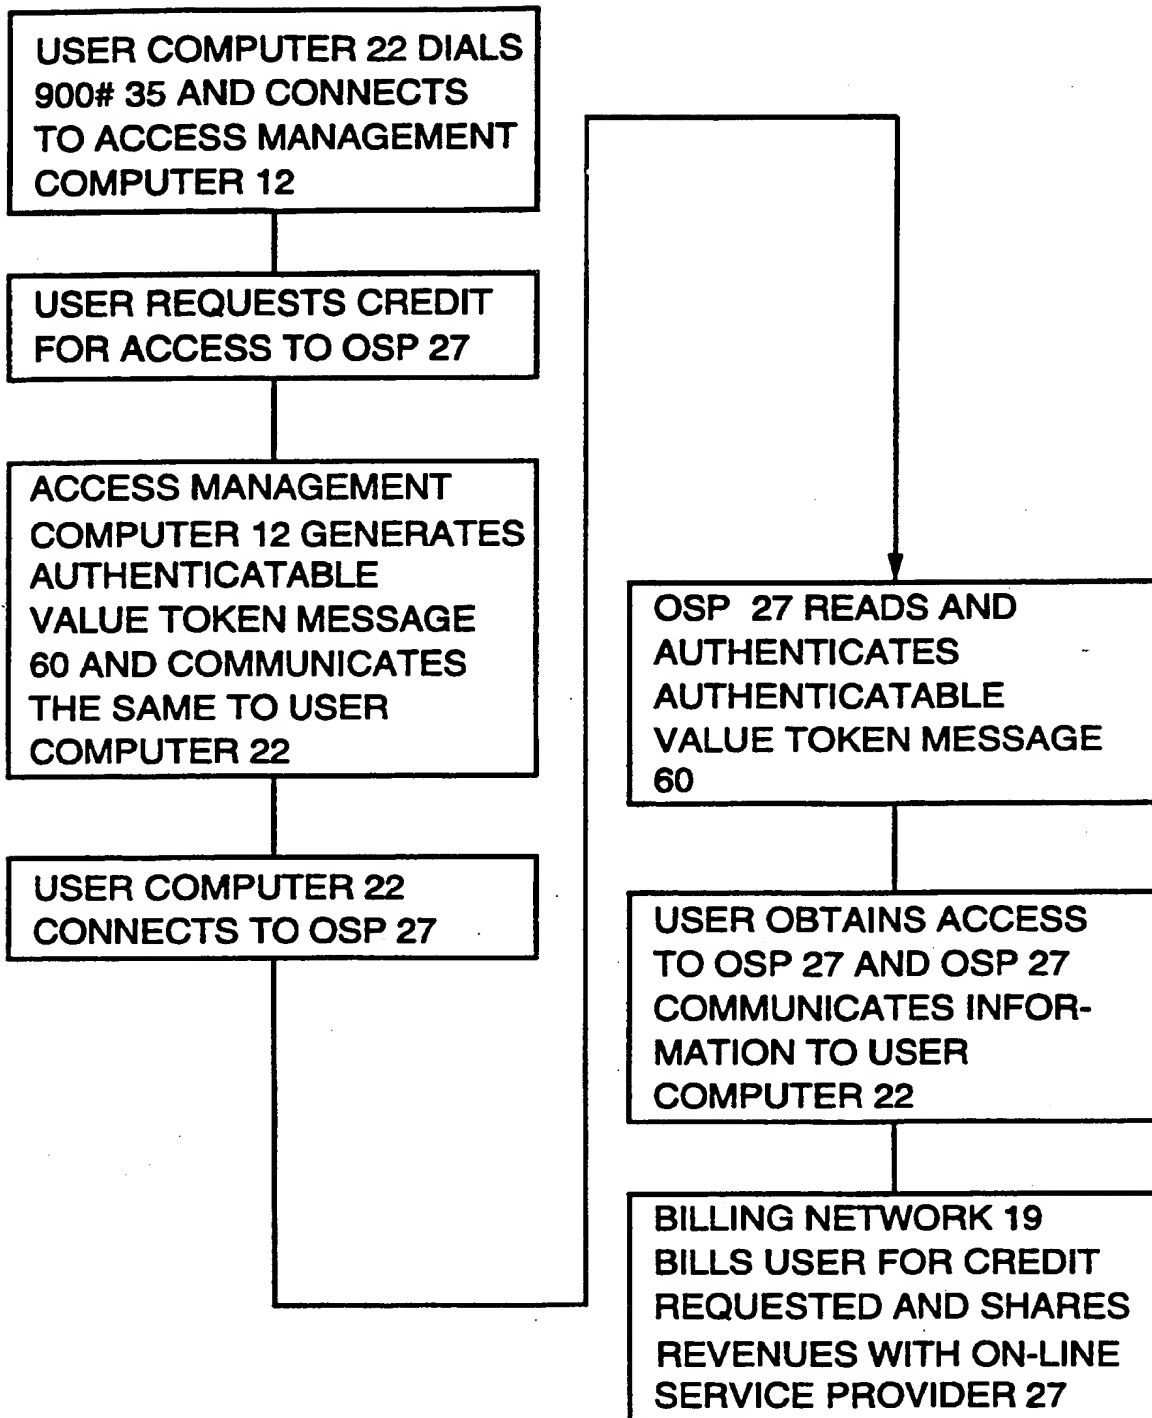 USER COMPUTER 22 DIALS
900# 35 AND CONNECTS
TO ACCESS MANAGEMENT
COMPUTER 12
USER REQUESTS CREDIT
FOR ACCESS TO OSP 27
ACCESS MANAGEMENT
COMPUTER 12 GENERATES
AUTHENTICATABLE
VALUE TOKEN MESSAGE
60 AND COMMUNICATES
THE SAME TO USER
COMPUTER 22
USER COMPUTER 22
CONNECTS TO OSP 27
OSP 27 READS AND
AUTHENTICATES
AUTHENTICATABLE
VALUE TOKEN MESSAGE
60
USER OBTAINS ACCESS
TO OSP 27 AND OSP 27
COMMUNICATES INFOR-
MATION TO USER
COMPUTER 22
BILLING NETWORK 19
BILLS USER FOR CREDIT
REQUESTED AND SHARES
REVENUES WITH ON-LINE
SERVICE PROVIDER 27